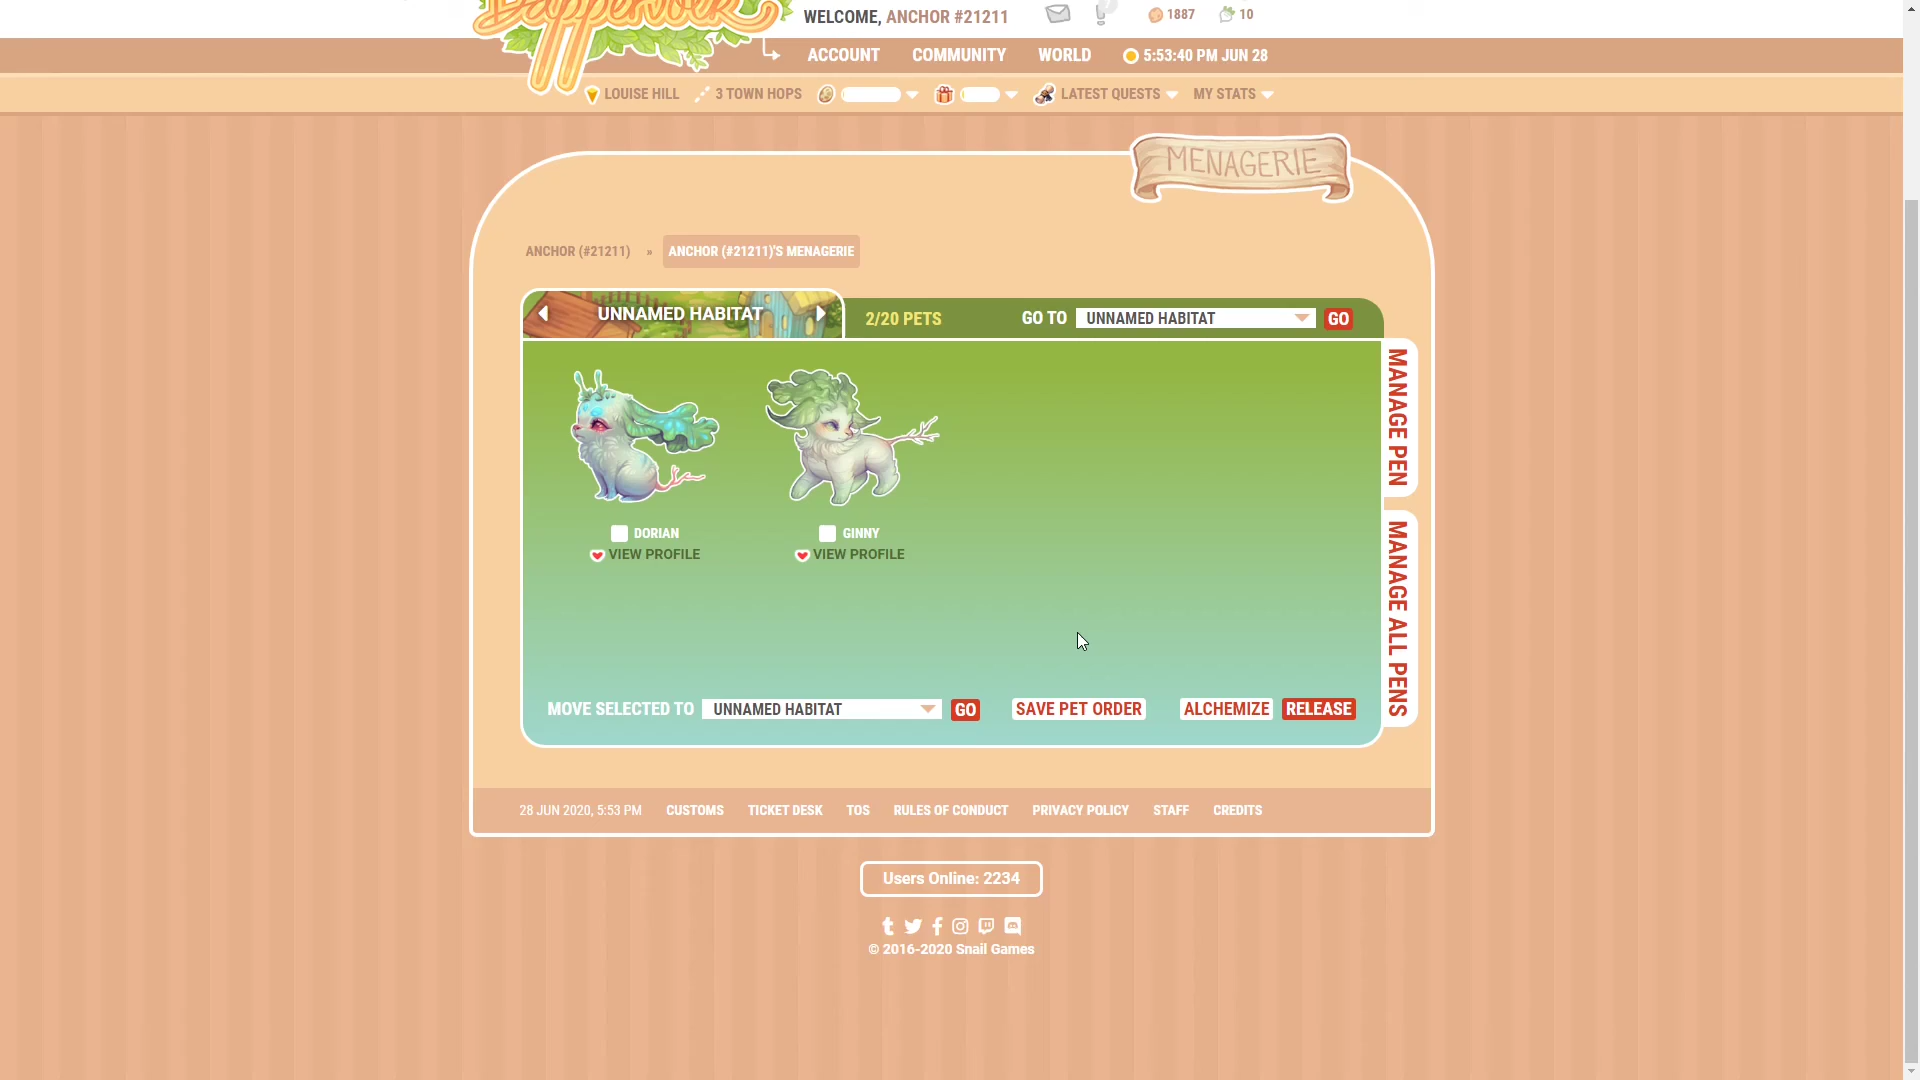 Dappervolk
WELCOME, ANCHOR #21211
1887
10
ACCOUNT COMMUNITY WORLD 5:53:40 PM JUN 28
LOUISE HILL 3 TOWN HOPS LATEST QUESTS MY STATS
MENAGERIE
ANCHOR (#21211) » ANCHOR (#21211)'S MENAGERIE
UNNAMED HABITAT
2/20 PETS
GO TO UNNAMED HABITAT GO
MANAGE PEN
MANAGE ALL PENS
DORIAN
VIEW PROFILE
GINNY
VIEW PROFILE
MOVE SELECTED TO UNNAMED HABITAT GO SAVE PET ORDER ALCHEMIZE RELEASE
28 JUN 2020, 5:53 PM CUSTOMS TICKET DESK TOS RULES OF CONDUCT PRIVACY POLICY STAFF CREDITS
Users Online: 2234
© 2016-2020 Snail Games